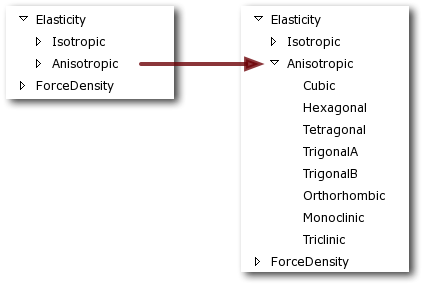 Elasticity
Isotropic
Anisotropic
ForceDensity
Elasticity
Isotropic
Anisotropic
Cubic
Hexagonal
Tetragonal
TrigonalA
TrigonalB
Orthorhombic
Monoclinic
Triclinic
ForceDensity